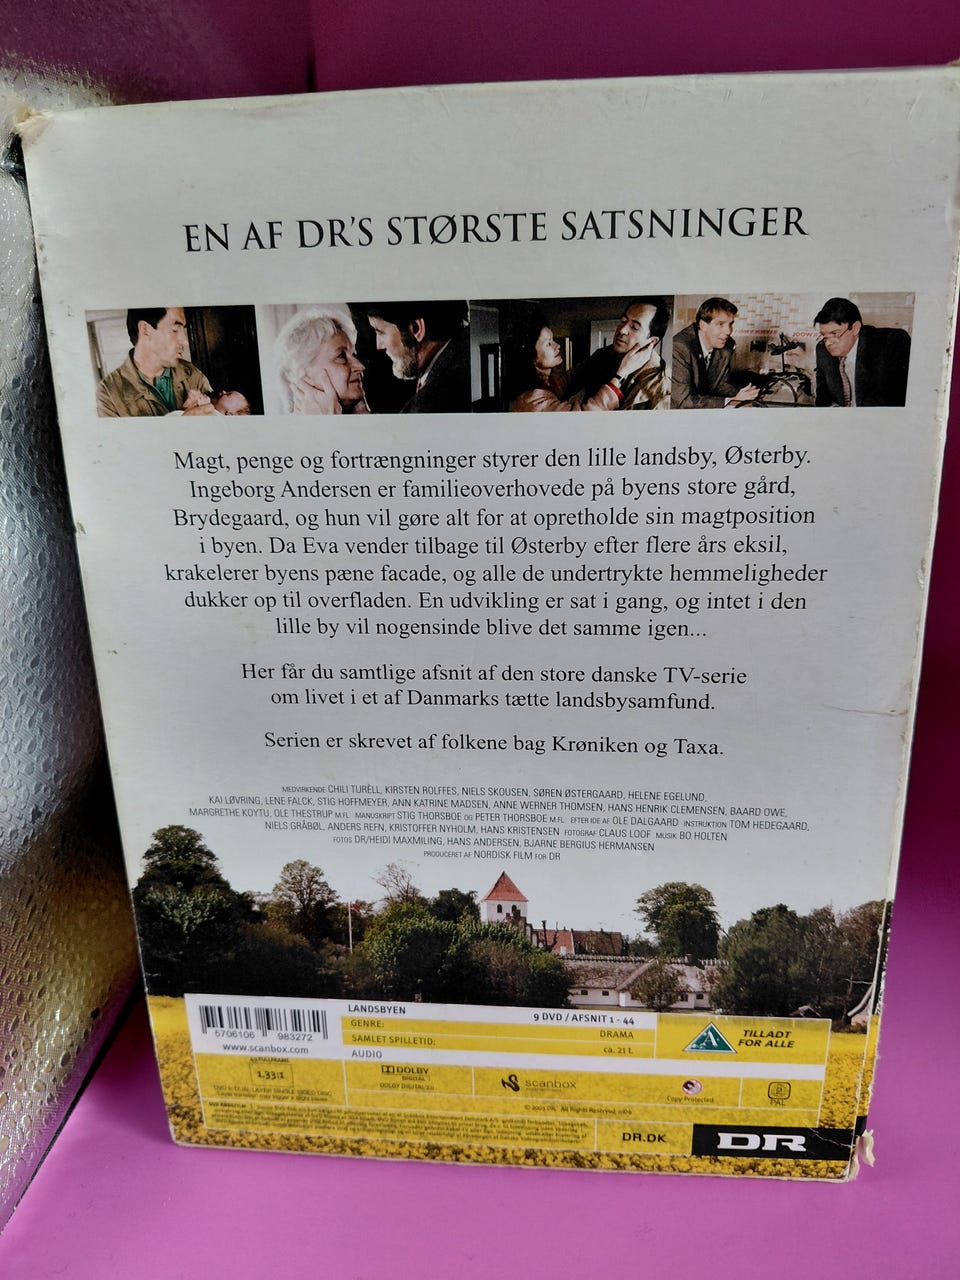 EN AF DR'S STØRSTE SATSNINGER
Magt, penge og fortrængninger styrer den lille landsby, Østerby.
Ingeborg Andersen er familieoverhovede på byens store gård,
Brydegaard, og hun vil gøre alt for at opretholde sin magtposition
i byen. Da Eva vender tilbage til Østerby efter flere års eksil,
krakelerer byens pæne facade, og alle de undertrykte hemmeligheder
dukker op til overfladen. En udvikling er sat i gang, og intet i den
lille by vil nogensinde blive det samme igen...
Her får du samtlige afsnit af den store danske TV-serie
om livet i et af Danmarks tætte landsbysamfund.
Serien er skrevet af folkene bag Krøniken og Taxa.
MEDVIRKENDE CHILI TURÈLL, KIRSTEN ROLFFES, NIELS SKOUSEN, SØREN ØSTERGAARD, HELENE EGELUND,
KAI LØVRING, LENE FALCK, STIG HOFFMEYER, ANN KATRINE MADSEN, ANNE WERNER THOMSEN, HANS HENRIK CLEMENSEN, BAARD OWE,
MARGRETHE KOYTU, OLE THESTRUP M.FL. MANUSKRIPT STIG THORSBOE OG PETER THORSBOE M.FL. EFTER IDE AF OLE DALGAARD INSTRUKTION TOM HEDEGAARD,
NIELS GRÅBØL, ANDERS REFN, KRISTOFFER NYHOLM, HANS KRISTENSEN FOTOGRAF CLAUS LOOF MUSIK BO HOLTEN
FOTOS DR/HEIDI MAXMILING, HANS ANDERSEN, BJARNE BERGIUS HERMANSEN
PRODUCERET AF NORDISK FILM FOR DR
5706106 983272
www.scanbox.com
LANDSBYEN 9 DVD / AFSNIT 1 - 44
GENRE: DRAMA
SAMLET SPILLETID: ca. 21 t.
AUDIO
A TILLADT
FOR ALLE
1.33:1
DOLBY
DIGITAL
DOLBY DIGITAL 2.0
scanbox
Copy Protected
2
PAL
All Rights Reserved
DR.DK DR